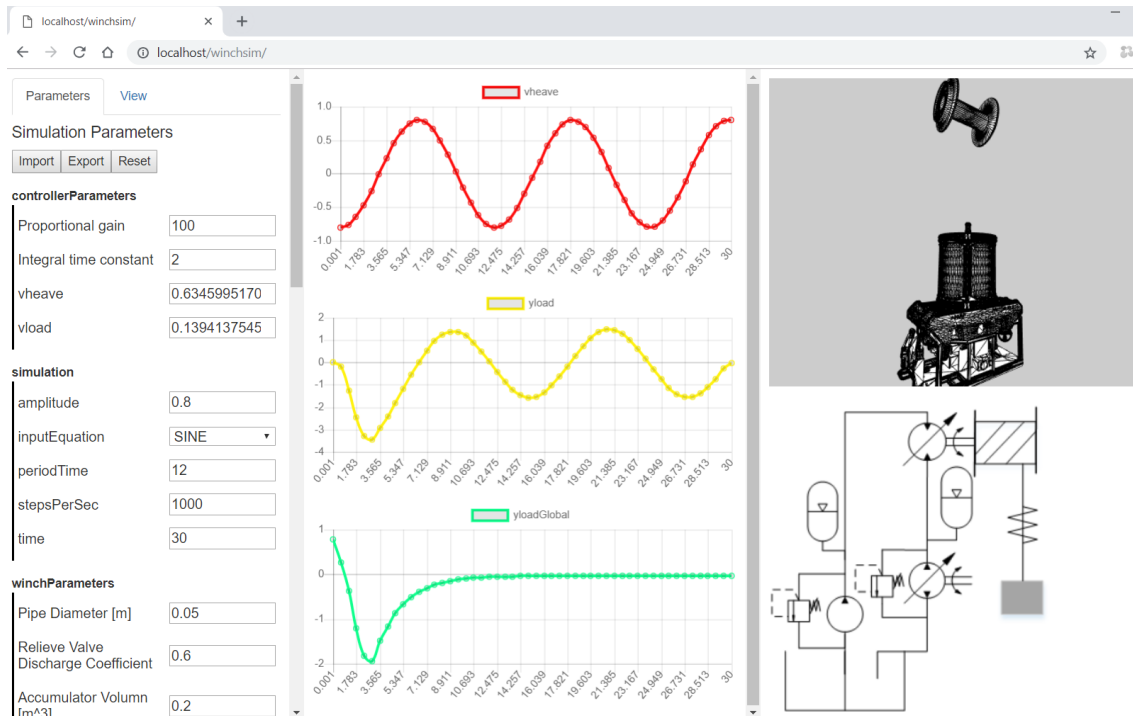 localhost/winchsim/
localhost/winchsim/
Parameters View
Simulation Parameters
Import Export Reset
controllerParameters
Proportional gain 100
Integral time constant 2
vheave 0.6345995170
vload 0.1394137545
simulation
amplitude 0.8
inputEquation SINE
periodTime 12
stepsPerSec 1000
time 30
winchParameters
Pipe Diameter [m] 0.05
Relieve Valve
Discharge Coefficient 0.6
Accumulator Volumn
[m^3] 0.2
vheave
1.0
0.5
0
-0.5
-1.0
0.001 1.783 3.565 5.347 7.129 8.911 10.693 12.475 14.257 16.039 17.821 19.603 21.385 23.167 24.949 26.731 28.513 30
yload
2
1
0
-1
-2
-3
-4
0.001 1.783 3.565 5.347 7.129 8.911 10.693 12.475 14.257 16.039 17.821 19.603 21.385 23.167 24.949 26.731 28.513 30
yloadGlobal
1
0
-1
-2
0.001 1.783 3.565 5.347 7.129 8.911 10.693 12.475 14.257 16.039 17.821 19.603 21.385 23.167 24.949 26.731 28.513 30